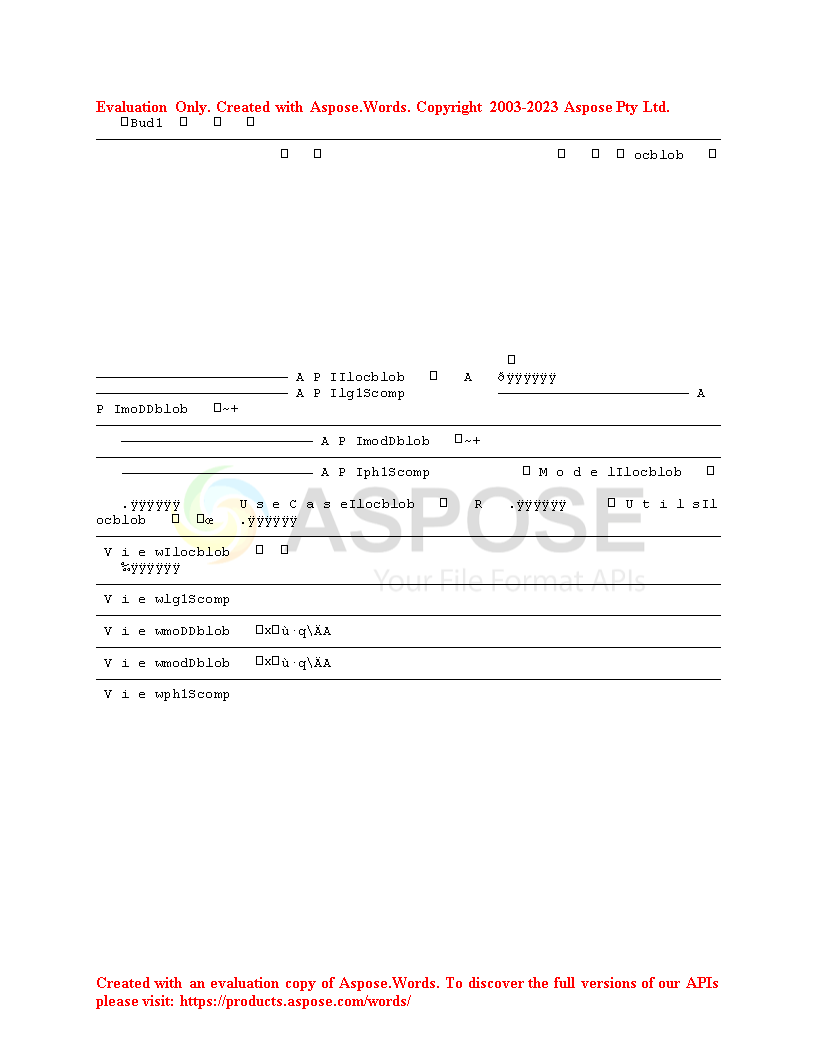 Evaluation Only. Created with Aspose.Words. Copyright 2003-2023 Aspose Pty Ltd.
□Bud1 □ □ □
□ □ □ □ □ ocblob □
□
A P IIlocblob □ A ðÿÿÿÿÿÿ
A P Ilg1Scomp A
P ImoDDblob □~+
A P ImodDblob □~+
A P Iph1Scomp □ M o d e lIlocblob □
.ÿÿÿÿÿÿ U s e C a s eIlocblob □ R .ÿÿÿÿÿÿ □ U t i l sIl
ocblob □ □œ .ÿÿÿÿÿÿ
V i e wIlocblob □ □
‰ÿÿÿÿÿÿ
V i e wlg1Scomp
V i e wmoDDblob □x□ù·q\ÄA
V i e wmodDblob □x□ù·q\ÄA
V i e wph1Scomp
ASPOSE
Your File Format APIs
Created with an evaluation copy of Aspose.Words. To discover the full versions of our APIs
please visit: https://products.aspose.com/words/